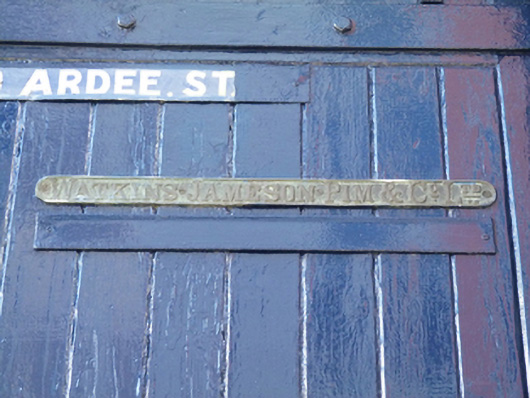 ARDEE. ST
WATKINS·JAMESON·PIM & Co LTD